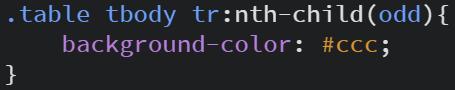 .table tbody tr:nth-child(odd){
    background-color: #ccc;
}